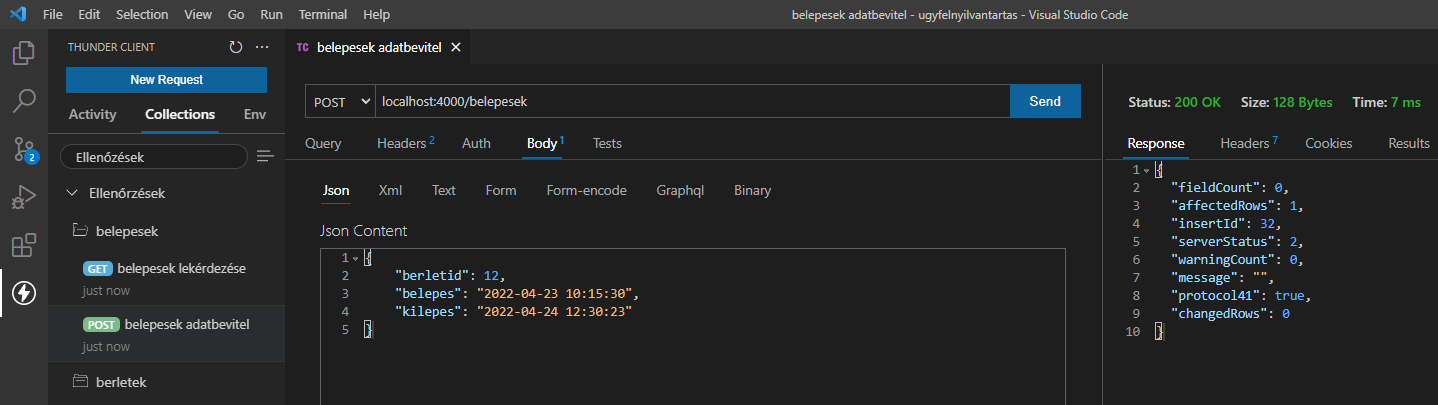 File Edit Selection View Go Run Terminal Help
belepesek adatbevitel - ugyfelnyilvantartas - Visual Studio Code
THUNDER CLIENT
New Request
Activity Collections Env
Ellenőzések
Ellenőrzések
belepesek
GET belepesek lekérdezése
just now
POST belepesek adatbevitel
just now
berletek
2
TC belepesek adatbevitel
POST localhost:4000/belepesek Send
Query Headers 2 Auth Body 1 Tests
Json Xml Text Form Form-encode Graphql Binary
Json Content
1 {
2 "berletid": 12,
3 "belepes": "2022-04-23 10:15:30",
4 "kilepes": "2022-04-24 12:30:23"
5 }
Status: 200 OK Size: 128 Bytes Time: 7 ms
Response Headers 7 Cookies Results
1 {
2 "fieldCount": 0,
3 "affectedRows": 1,
4 "insertId": 32,
5 "serverStatus": 2,
6 "warningCount": 0,
7 "message": "",
8 "protocol41": true,
9 "changedRows": 0
10 }